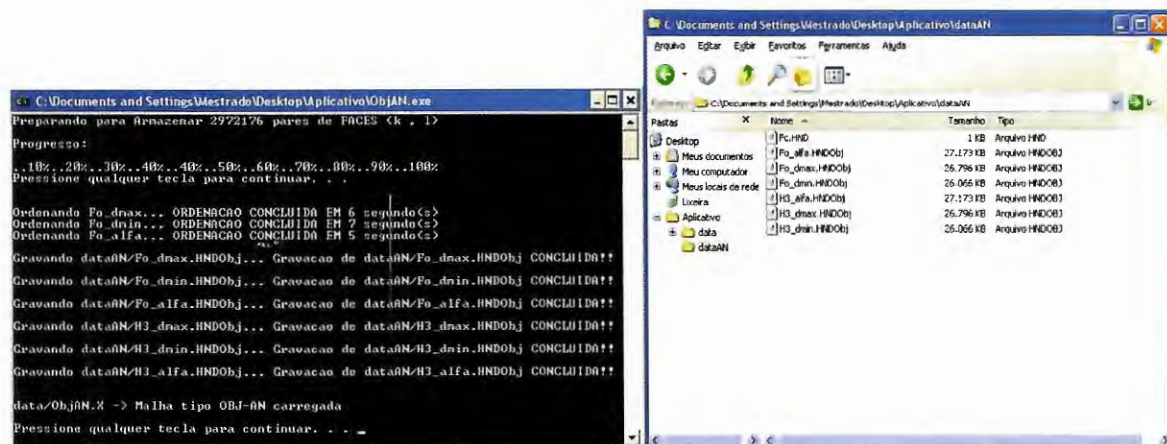 C:\Documents and Settings\Mestrado\Desktop\Aplicativo\ObjAN.exe
Preparando para Armazenar 2972176 pares de FACES (k , l)
Progresso:
..10%..20%..30%..40%..40%..50%..60%..70%..80%..90%..100%
Pressione qualquer tecla para continuar. . .
Ordenando Fo_dmax... ORDENACAO CONCLUIDA EM 6 segundo(s)
Ordenando Fo_dmin... ORDENACAO CONCLUIDA EM 7 segundo(s)
Ordenando Fo_alfa... ORDENACAO CONCLUIDA EM 5 segundo(s)
Gravando dataAN/Fo_dmax.HNDObj... Gravacao de dataAN/Fo_dmax.HNDObj CONCLUIDA!!
Gravando dataAN/Fo_dmin.HNDObj... Gravacao de dataAN/Fo_dmin.HNDObj CONCLUIDA!!
Gravando dataAN/Fo_alfa.HNDObj... Gravacao de dataAN/Fo_alfa.HNDObj CONCLUIDA!!
Gravando dataAN/H3_dmax.HNDObj... Gravacao de dataAN/H3_dmax.HNDObj CONCLUIDA!!
Gravando dataAN/H3_dmin.HNDObj... Gravacao de dataAN/H3_dmin.HNDObj CONCLUIDA!!
Gravando dataAN/H3_alfa.HNDObj... Gravacao de dataAN/H3_alfa.HNDObj CONCLUIDA!!
data/ObjAN.X -> Malha tipo OBJ-AN carregada
Pressione qualquer tecla para continuar. . . _
C:\Documents and Settings\Mestrado\Desktop\Aplicativo\dataAN
Arquivo Editar Exibir Favoritos Ferramentas Ajuda
C:\Documents and Settings\Mestrado\Desktop\Aplicativo\dataAN
Pastas
Desktop
Meus documentos
Meu computador
Meus locais de rede
Lixeira
Aplicativo
data
dataAN
Nome Tamanho Tipo
Fc.HND 1 KB Arquivo HND
Fo_alfa.HNDObj 27.173 KB Arquivo HNDOBJ
Fo_dmax.HNDObj 26.796 KB Arquivo HNDOBJ
Fo_dmin.HNDObj 26.066 KB Arquivo HNDOBJ
H3_alfa.HNDObj 27.173 KB Arquivo HNDOBJ
H3_dmax.HNDObj 26.796 KB Arquivo HNDOBJ
H3_dmin.HNDObj 26.066 KB Arquivo HNDOBJ